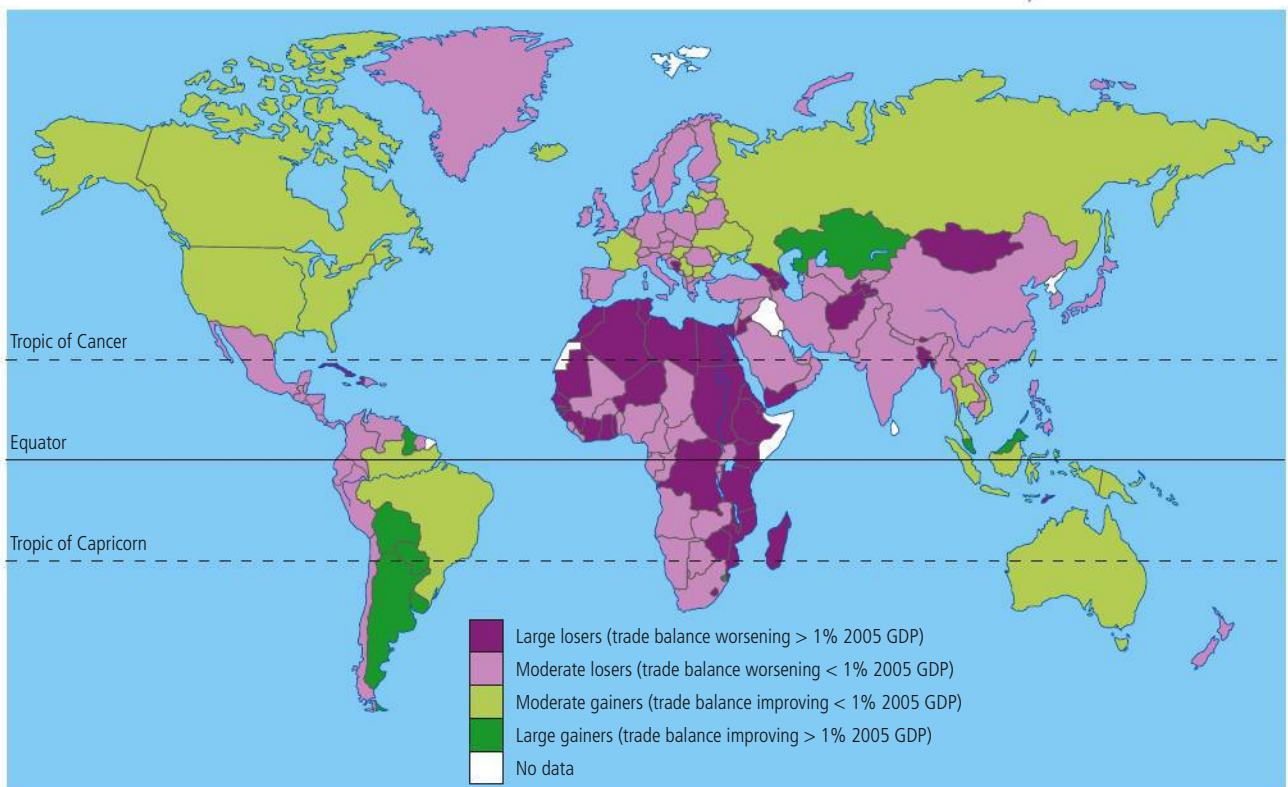 Tropic of Cancer
Equator
Tropic of Capricorn
Large losers (trade balance worsening > 1% 2005 GDP)
Moderate losers (trade balance worsening < 1% 2005 GDP)
Moderate gainers (trade balance improving < 1% 2005 GDP)
Large gainers (trade balance improving > 1% 2005 GDP)
No data